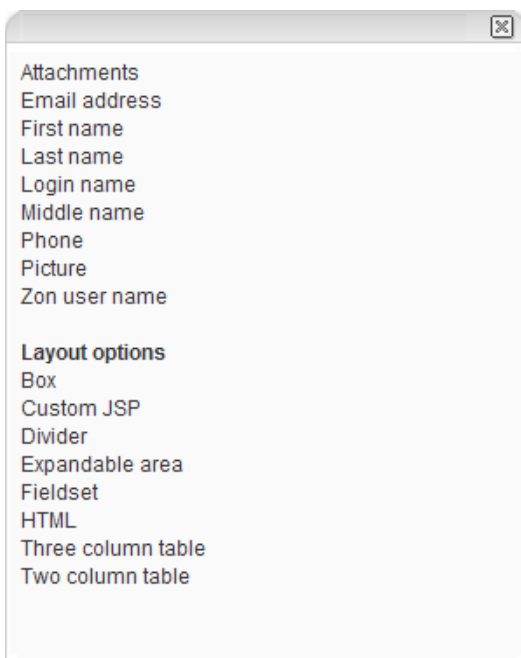 Attachments
Email address
First name
Last name
Login name
Middle name
Phone
Picture
Zon user name
Layout options
Box
Custom JSP
Divider
Expandable area
Fieldset
HTML
Three column table
Two column table